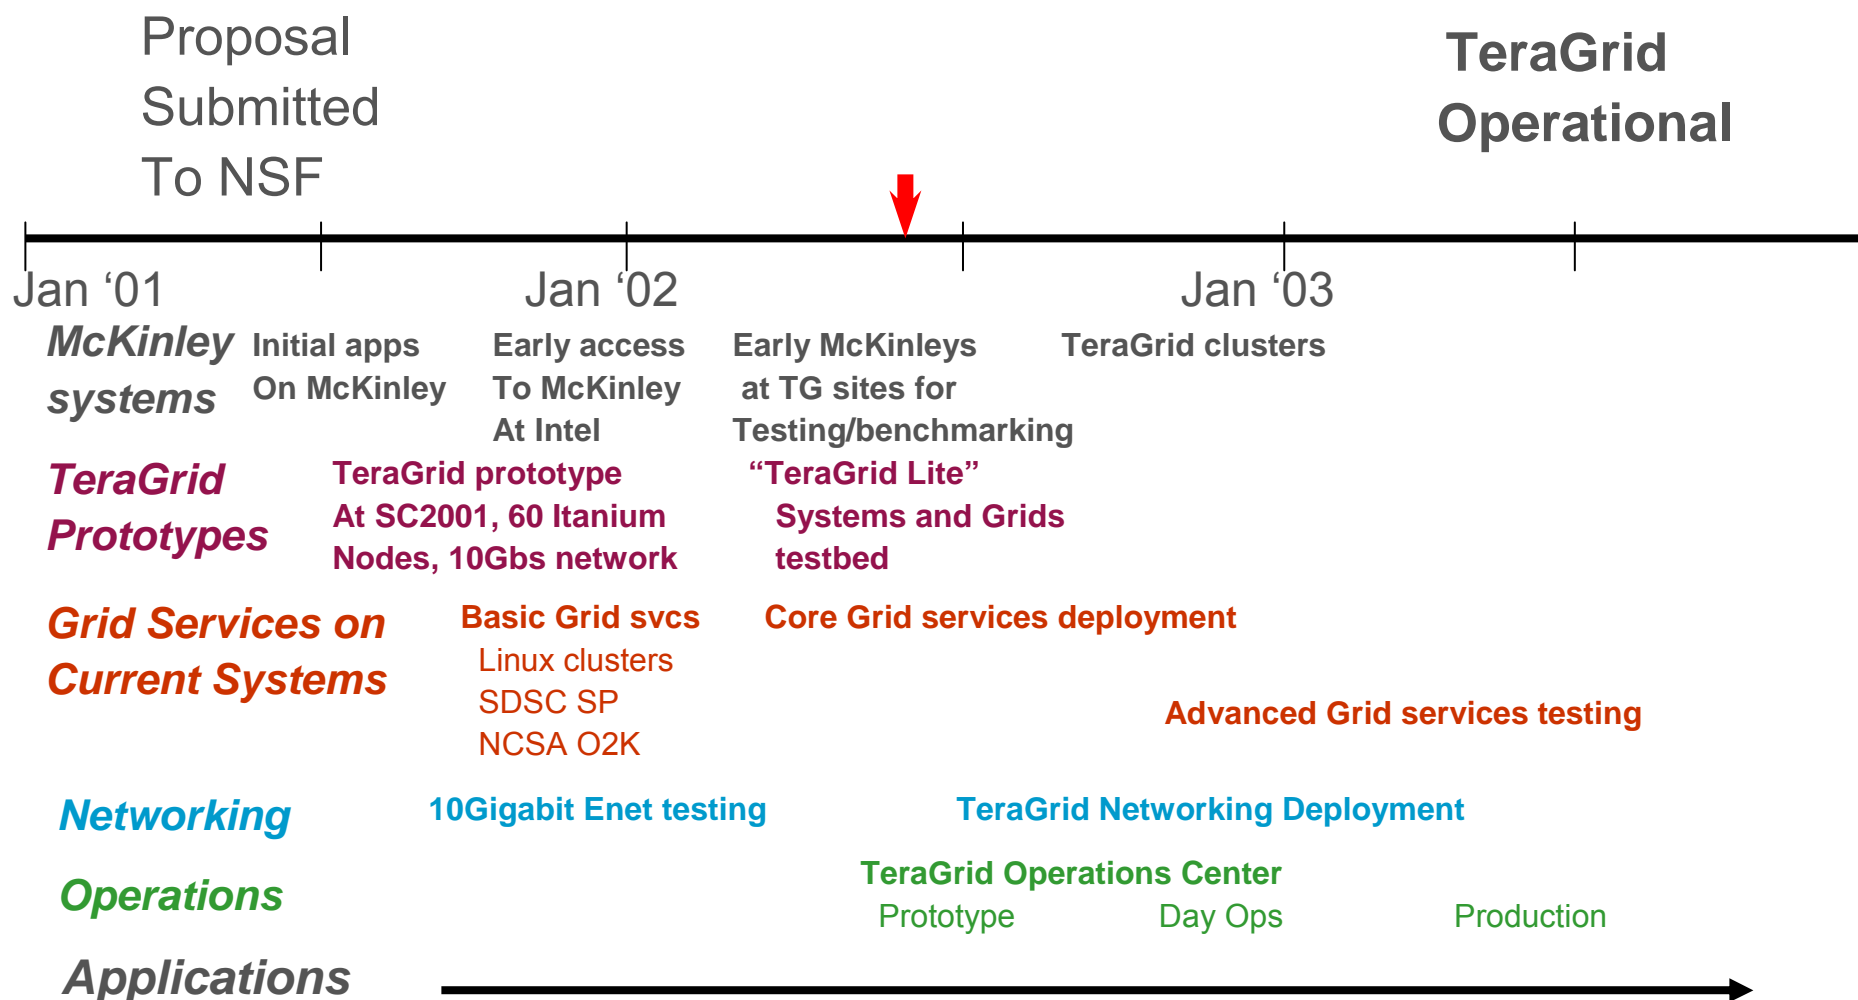 Proposal
Submitted
To NSF
TeraGrid
Operational
Jan ‘01
Jan ‘02
Jan ‘03
McKinley
systems
Initial apps
On McKinley
Early access
To McKinley
At Intel
Early McKinleys
at TG sites for
Testing/benchmarking
TeraGrid clusters
TeraGrid
Prototypes
TeraGrid prototype
At SC2001, 60 Itanium
Nodes, 10Gbs network
“TeraGrid Lite”
Systems and Grids
testbed
Grid Services on
Current Systems
Basic Grid svcs
Linux clusters
SDSC SP
NCSA O2K
Core Grid services deployment
Advanced Grid services testing
Networking
10Gigabit Enet testing
TeraGrid Networking Deployment
Operations
TeraGrid Operations Center
Prototype
Day Ops
Production
Applications